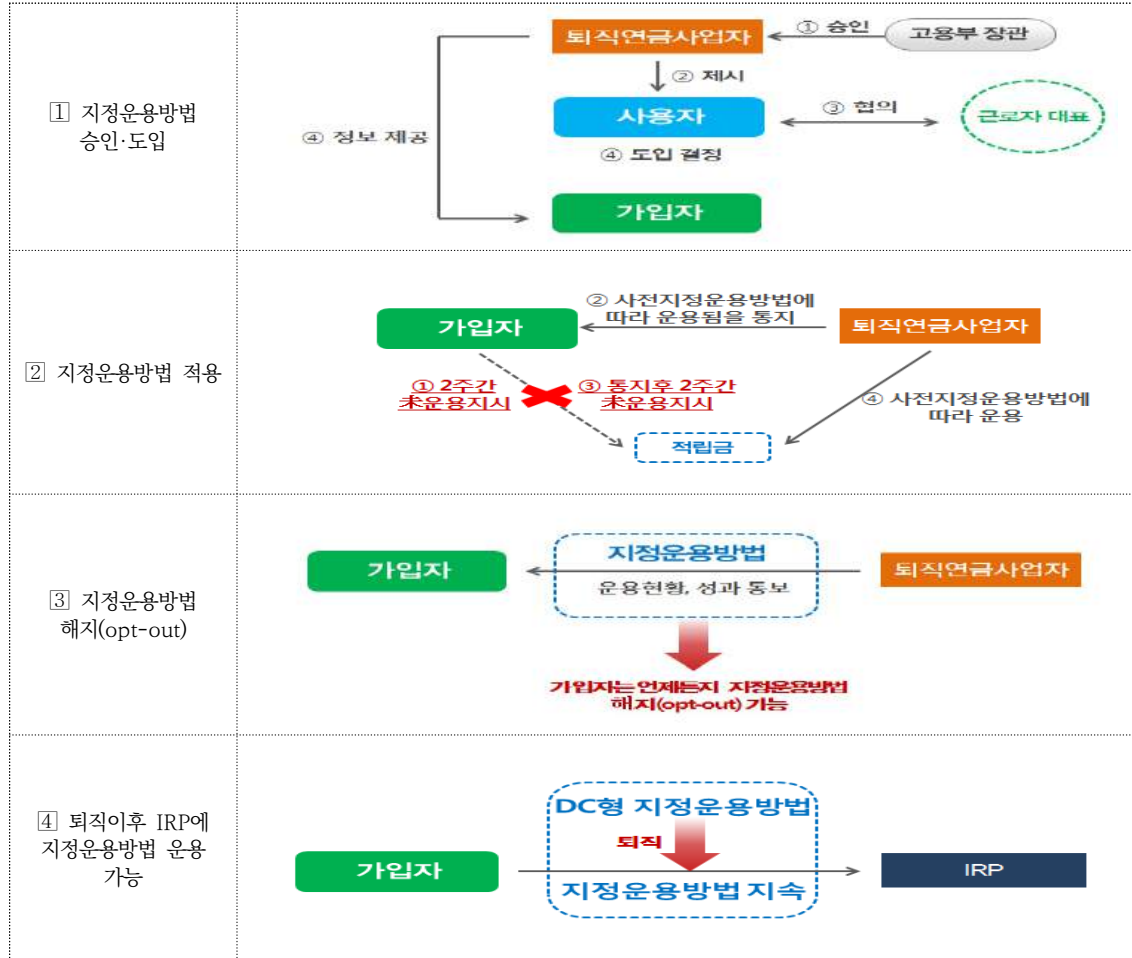 1 지정운용방법
승인·도입
퇴직연금사업자
① 승인
고용부 장관
② 제시
사용자
③ 협의
근로자 대표
④ 정보 제공
④ 도입 결정
가입자
2 지정운용방법 적용
가입자
② 사전지정운용방법에
따라 운용됨을 통지
퇴직연금사업자
① 2주간
未운용지시
③ 통지후 2주간
未운용지시
④ 사전지정운용방법에
따라 운용
적립금
3 지정운용방법
해지(opt-out)
가입자
지정운용방법
운용현황, 성과 통보
퇴직연금사업자
가입자는 언제든지 지정운용방법
해지(opt-out) 가능
4 퇴직이후 IRP에
지정운용방법 운용
가능
가입자
DC형 지정운용방법
퇴직
지정운용방법 지속
IRP